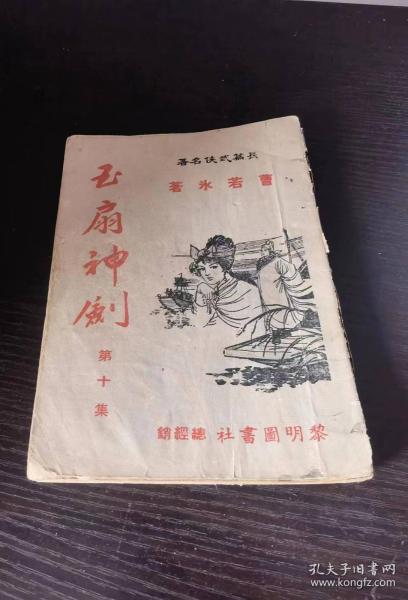 長篇武俠名著
曹若氷著
玉扇神劍
第十集
黎明圖書社總經銷
孔夫子旧书网
www.kongfz.com